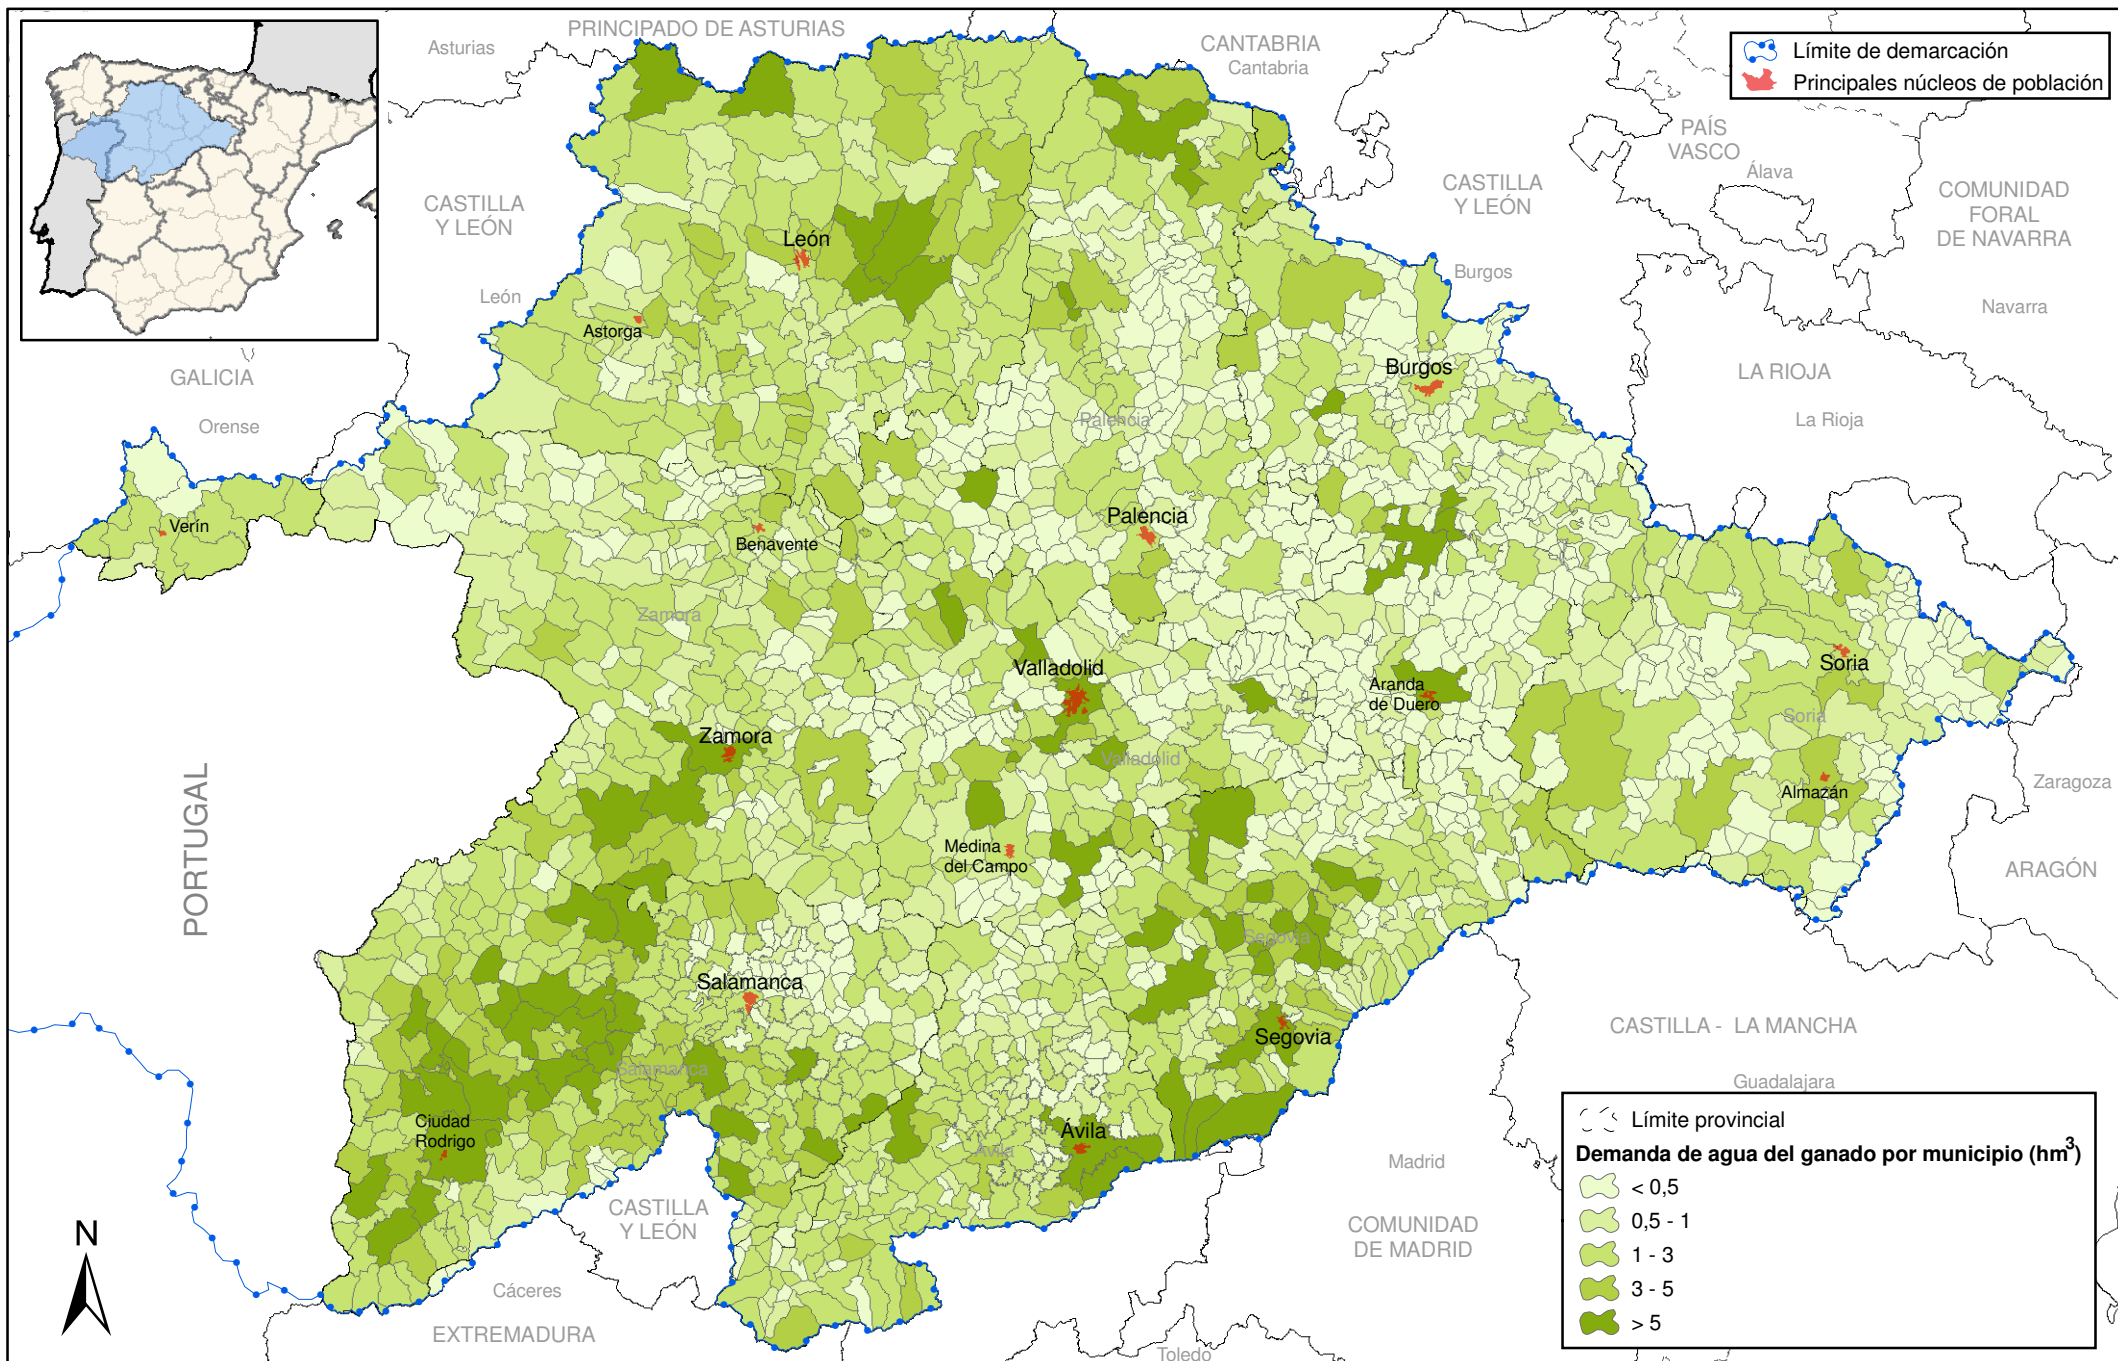 PRINCIPADO DE ASTURIAS
Asturias
CANTABRIA
Cantabria
Límite de demarcación
Principales núcleos de población
PAÍS
VASCO
Álava
CASTILLA
Y LEÓN
COMUNIDAD
FORAL
DE NAVARRA
CASTILLA
Y LEÓN
León
Burgos
León
Navarra
Astorga
GALICIA
Burgos
LA RIOJA
Orense
Palencia
La Rioja
Verín
Palencia
Benavente
Zamora
Valladolid
Soria
Aranda
de Duero
Soria
Zamora
Valladolid
PORTUGAL
Zaragoza
Almazán
Medina
del Campo
ARAGÓN
Segovia
Salamanca
Segovia
CASTILLA - LA MANCHA
Salamanca
Guadalajara
Ciudad
Rodrigo
Ávila
Ávila
Madrid
CASTILLA
Y LEÓN
COMUNIDAD
DE MADRID
N
Cáceres
EXTREMADURA
Toledo
Límite provincial
Demanda de agua del ganado por municipio (hm³)
< 0,5
0,5 - 1
1 - 3
3 - 5
> 5